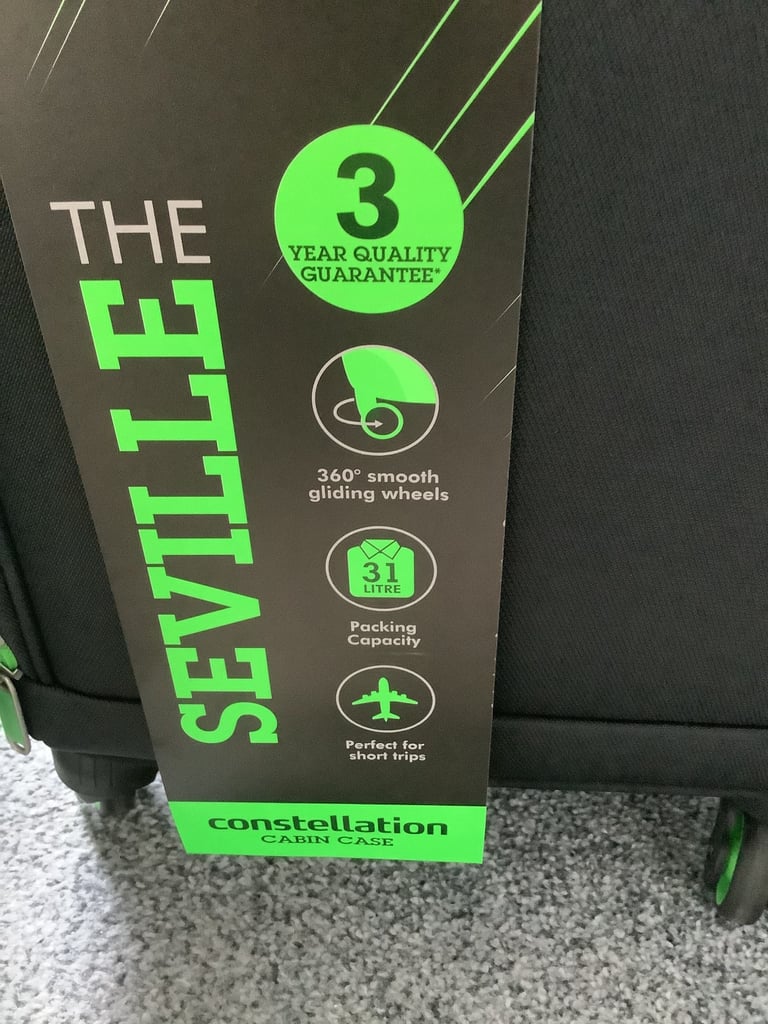 THE
SEVILLE
3
YEAR QUALITY
GUARANTEE*
360° smooth
gliding wheels
31
LITRE
Packing
Capacity
Perfect for
short trips
constellation
CABIN CASE